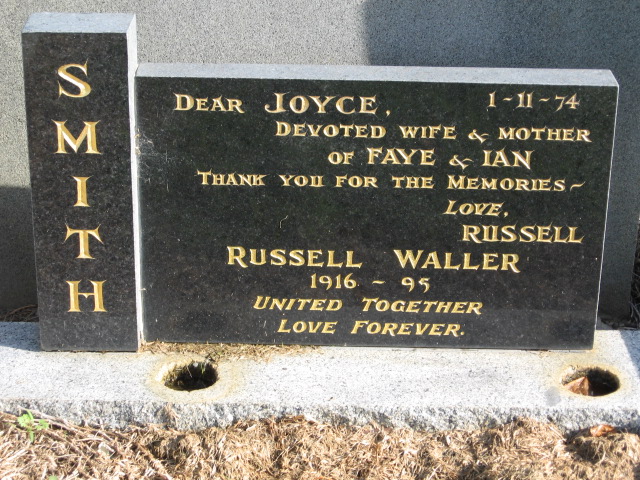 SMITH
DEAR JOYCE, 1-11-74
DEVOTED WIFE & MOTHER
OF FAYE & IAN
THANK YOU FOR THE MEMORIES~
LOVE,
RUSSELL
RUSSELL WALLER
1916 ~ 95
UNITED TOGETHER
LOVE FOREVER.